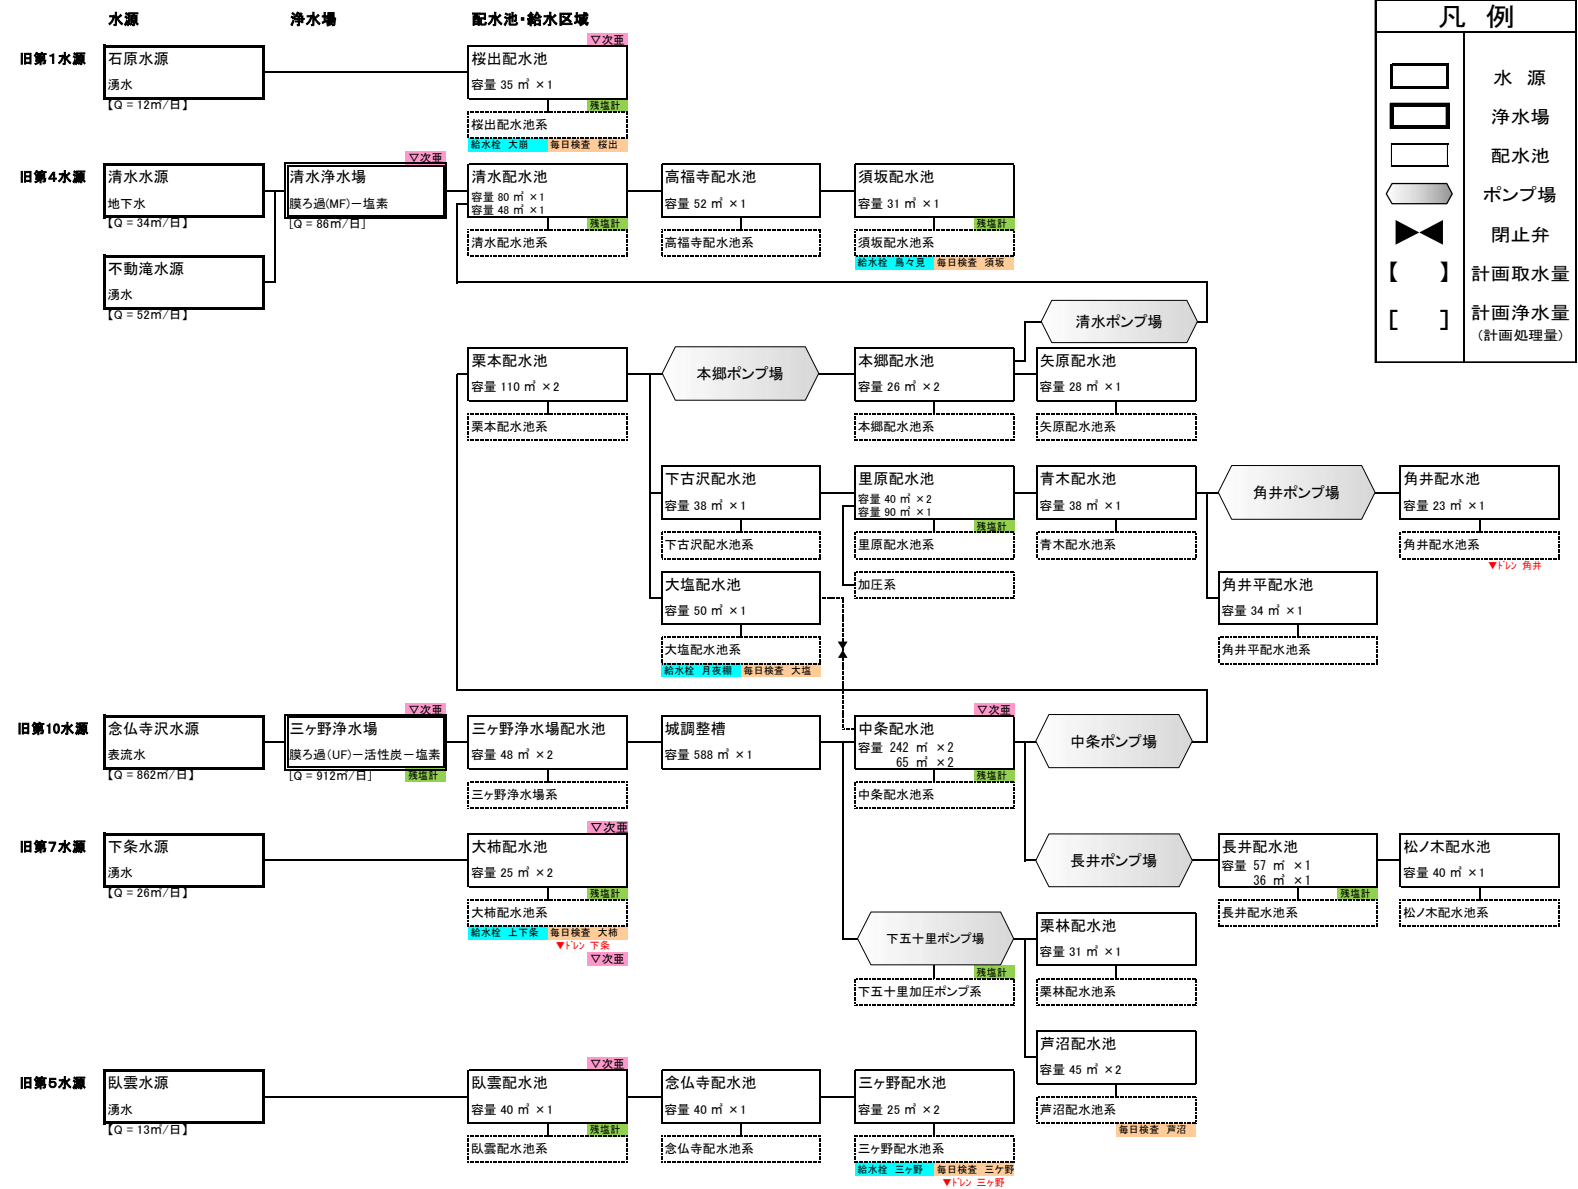 水源 浄水場 配水池・給水区域
凡 例
水 源
浄水場
配水池
ポンプ場
閉止弁
【 】 計画取水量
[ ] 計画浄水量
(計画処理量)
旧第1水源
石原水源
湧水
【Q = 12㎥/日】
▽次亜
桜出配水池
容量 35 ㎥ ×1
残塩計
桜出配水池系
給水栓 大崩 毎日検査 桜出
旧第4水源
清水水源
地下水
【Q = 34㎥/日】
不動滝水源
湧水
【Q = 52㎥/日】
▽次亜
清水浄水場
膜ろ過(MF)ー塩素
[Q = 86㎥/日]
清水配水池
容量 80 ㎥ ×1
容量 48 ㎥ ×1
残塩計
清水配水池系
高福寺配水池
容量 52 ㎥ ×1
高福寺配水池系
須坂配水池
容量 31 ㎥ ×1
残塩計
須坂配水池系
給水栓 鳥々見 毎日検査 須坂
清水ポンプ場
栗本配水池
容量 110 ㎥ ×2
栗本配水池系
本郷ポンプ場
本郷配水池
容量 26 ㎥ ×2
本郷配水池系
矢原配水池
容量 28 ㎥ ×1
矢原配水池系
下古沢配水池
容量 38 ㎥ ×1
下古沢配水池系
里原配水池
容量 40 ㎥ ×2
容量 90 ㎥ ×1
残塩計
里原配水池系
加圧系
青木配水池
容量 38 ㎥ ×1
青木配水池系
角井ポンプ場
角井配水池
容量 23 ㎥ ×1
角井配水池系
▼ドレン 角井
大塩配水池
容量 50 ㎥ ×1
大塩配水池系
給水栓 月夜棚 毎日検査 大塩
角井平配水池
容量 34 ㎥ ×1
角井平配水池系
旧第10水源
念仏寺沢水源
表流水
【Q = 862㎥/日】
▽次亜
三ヶ野浄水場
膜ろ過(UF)ー活性炭ー塩素
[Q = 912㎥/日]
残塩計
三ヶ野浄水場配水池
容量 48 ㎥ ×2
三ヶ野浄水場系
城調整槽
容量 588 ㎥ ×1
▽次亜
中条配水池
容量 242 ㎥ ×2
65 ㎥ ×2
残塩計
中条配水池系
中条ポンプ場
旧第7水源
下条水源
湧水
【Q = 26㎥/日】
▽次亜
大柿配水池
容量 25 ㎥ ×2
残塩計
大柿配水池系
給水栓 上下条 毎日検査 大柿
▼ドレン 下条
▽次亜
長井ポンプ場
長井配水池
容量 57 ㎥ ×1
36 ㎥ ×1
残塩計
長井配水池系
松ノ木配水池
容量 40 ㎥ ×1
松ノ木配水池系
下五十里ポンプ場
残塩計
下五十里加圧ポンプ系
栗林配水池
容量 31 ㎥ ×1
栗林配水池系
芦沼配水池
容量 45 ㎥ ×2
芦沼配水池系
毎日検査 芦沼
旧第5水源
臥雲水源
湧水
【Q = 13㎥/日】
▽次亜
臥雲配水池
容量 40 ㎥ ×1
残塩計
臥雲配水池系
念仏寺配水池
容量 40 ㎥ ×1
念仏寺配水池系
三ヶ野配水池
容量 25 ㎥ ×2
三ヶ野配水池系
給水栓 三ヶ野 毎日検査 三ケ野
▼ドレン 三ヶ野